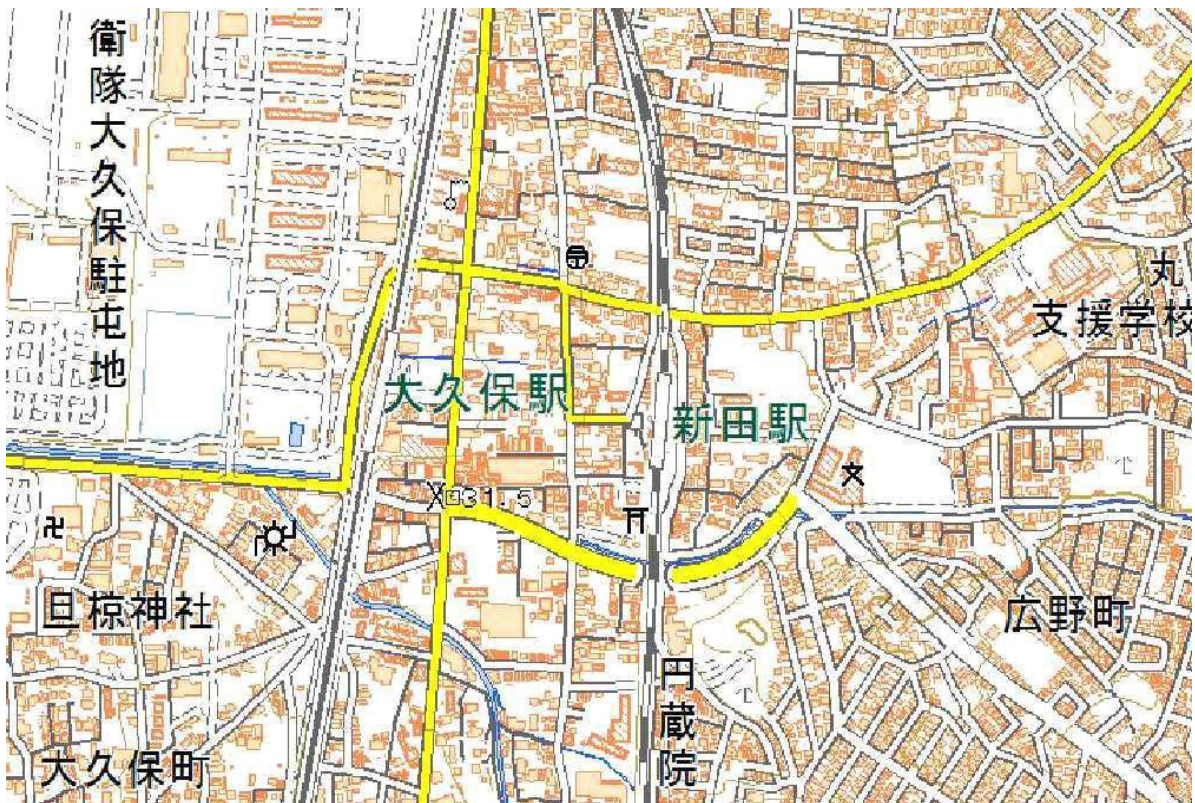 衛隊大久保駐屯地
丸
支援学校
大久保駅
新田駅
31.5
旦椋神社
広野町
円蔵院
大久保町